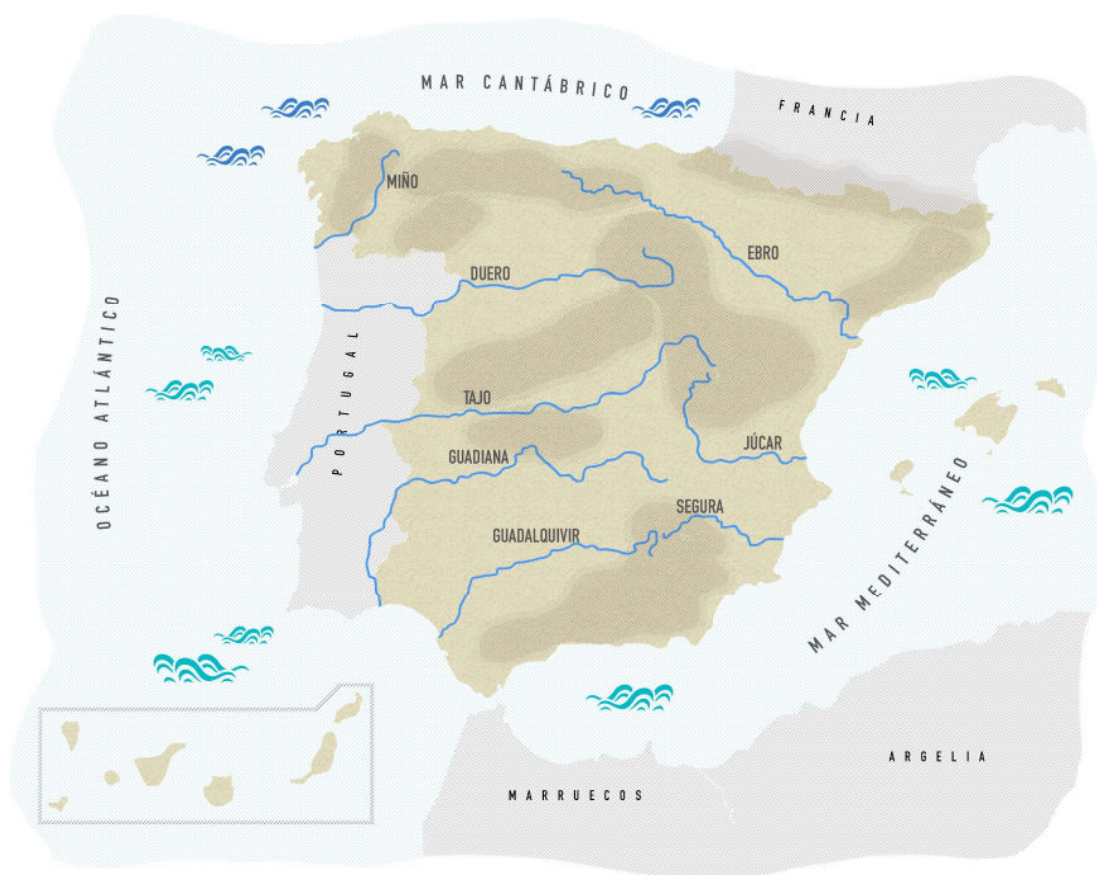 MAR CANTÁBRICO
FRANCIA
MIÑO
EBRO
DUERO
OCÉANO ATLÁNTICO
PORTUGAL
TAJO
JÚCAR
GUADIANA
SEGURA
GUADALQUIVIR
MAR MEDITERRÁNEO
ARGELIA
MARRUECOS